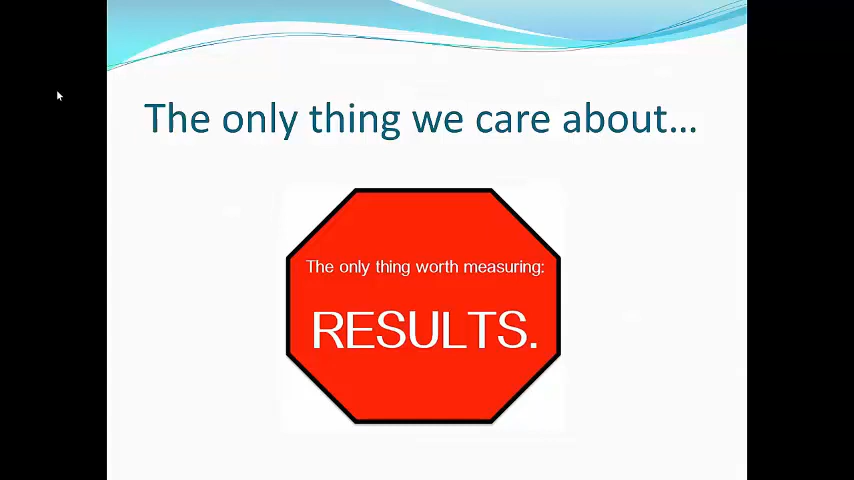 The only thing we care about...
The only thing worth measuring:
RESULTS.